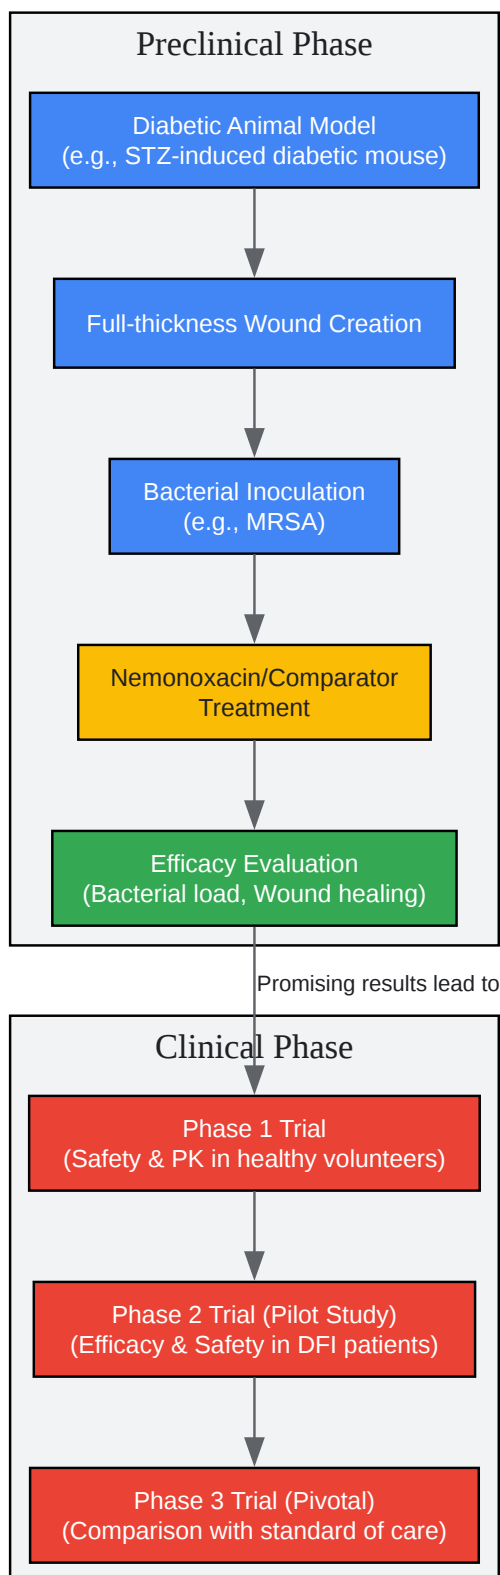 Preclinical Phase
Diabetic Animal Model
(e.g., STZ-induced diabetic mouse)
Full-thickness Wound Creation
Bacterial Inoculation
(e.g., MRSA)
Nemonoxacin/Comparator
Treatment
Efficacy Evaluation
(Bacterial load, Wound healing)
Promising results lead to
Clinical Phase
Phase 1 Trial
(Safety & PK in healthy volunteers)
Phase 2 Trial (Pilot Study)
(Efficacy & Safety in DFI patients)
Phase 3 Trial (Pivotal)
(Comparison with standard of care)